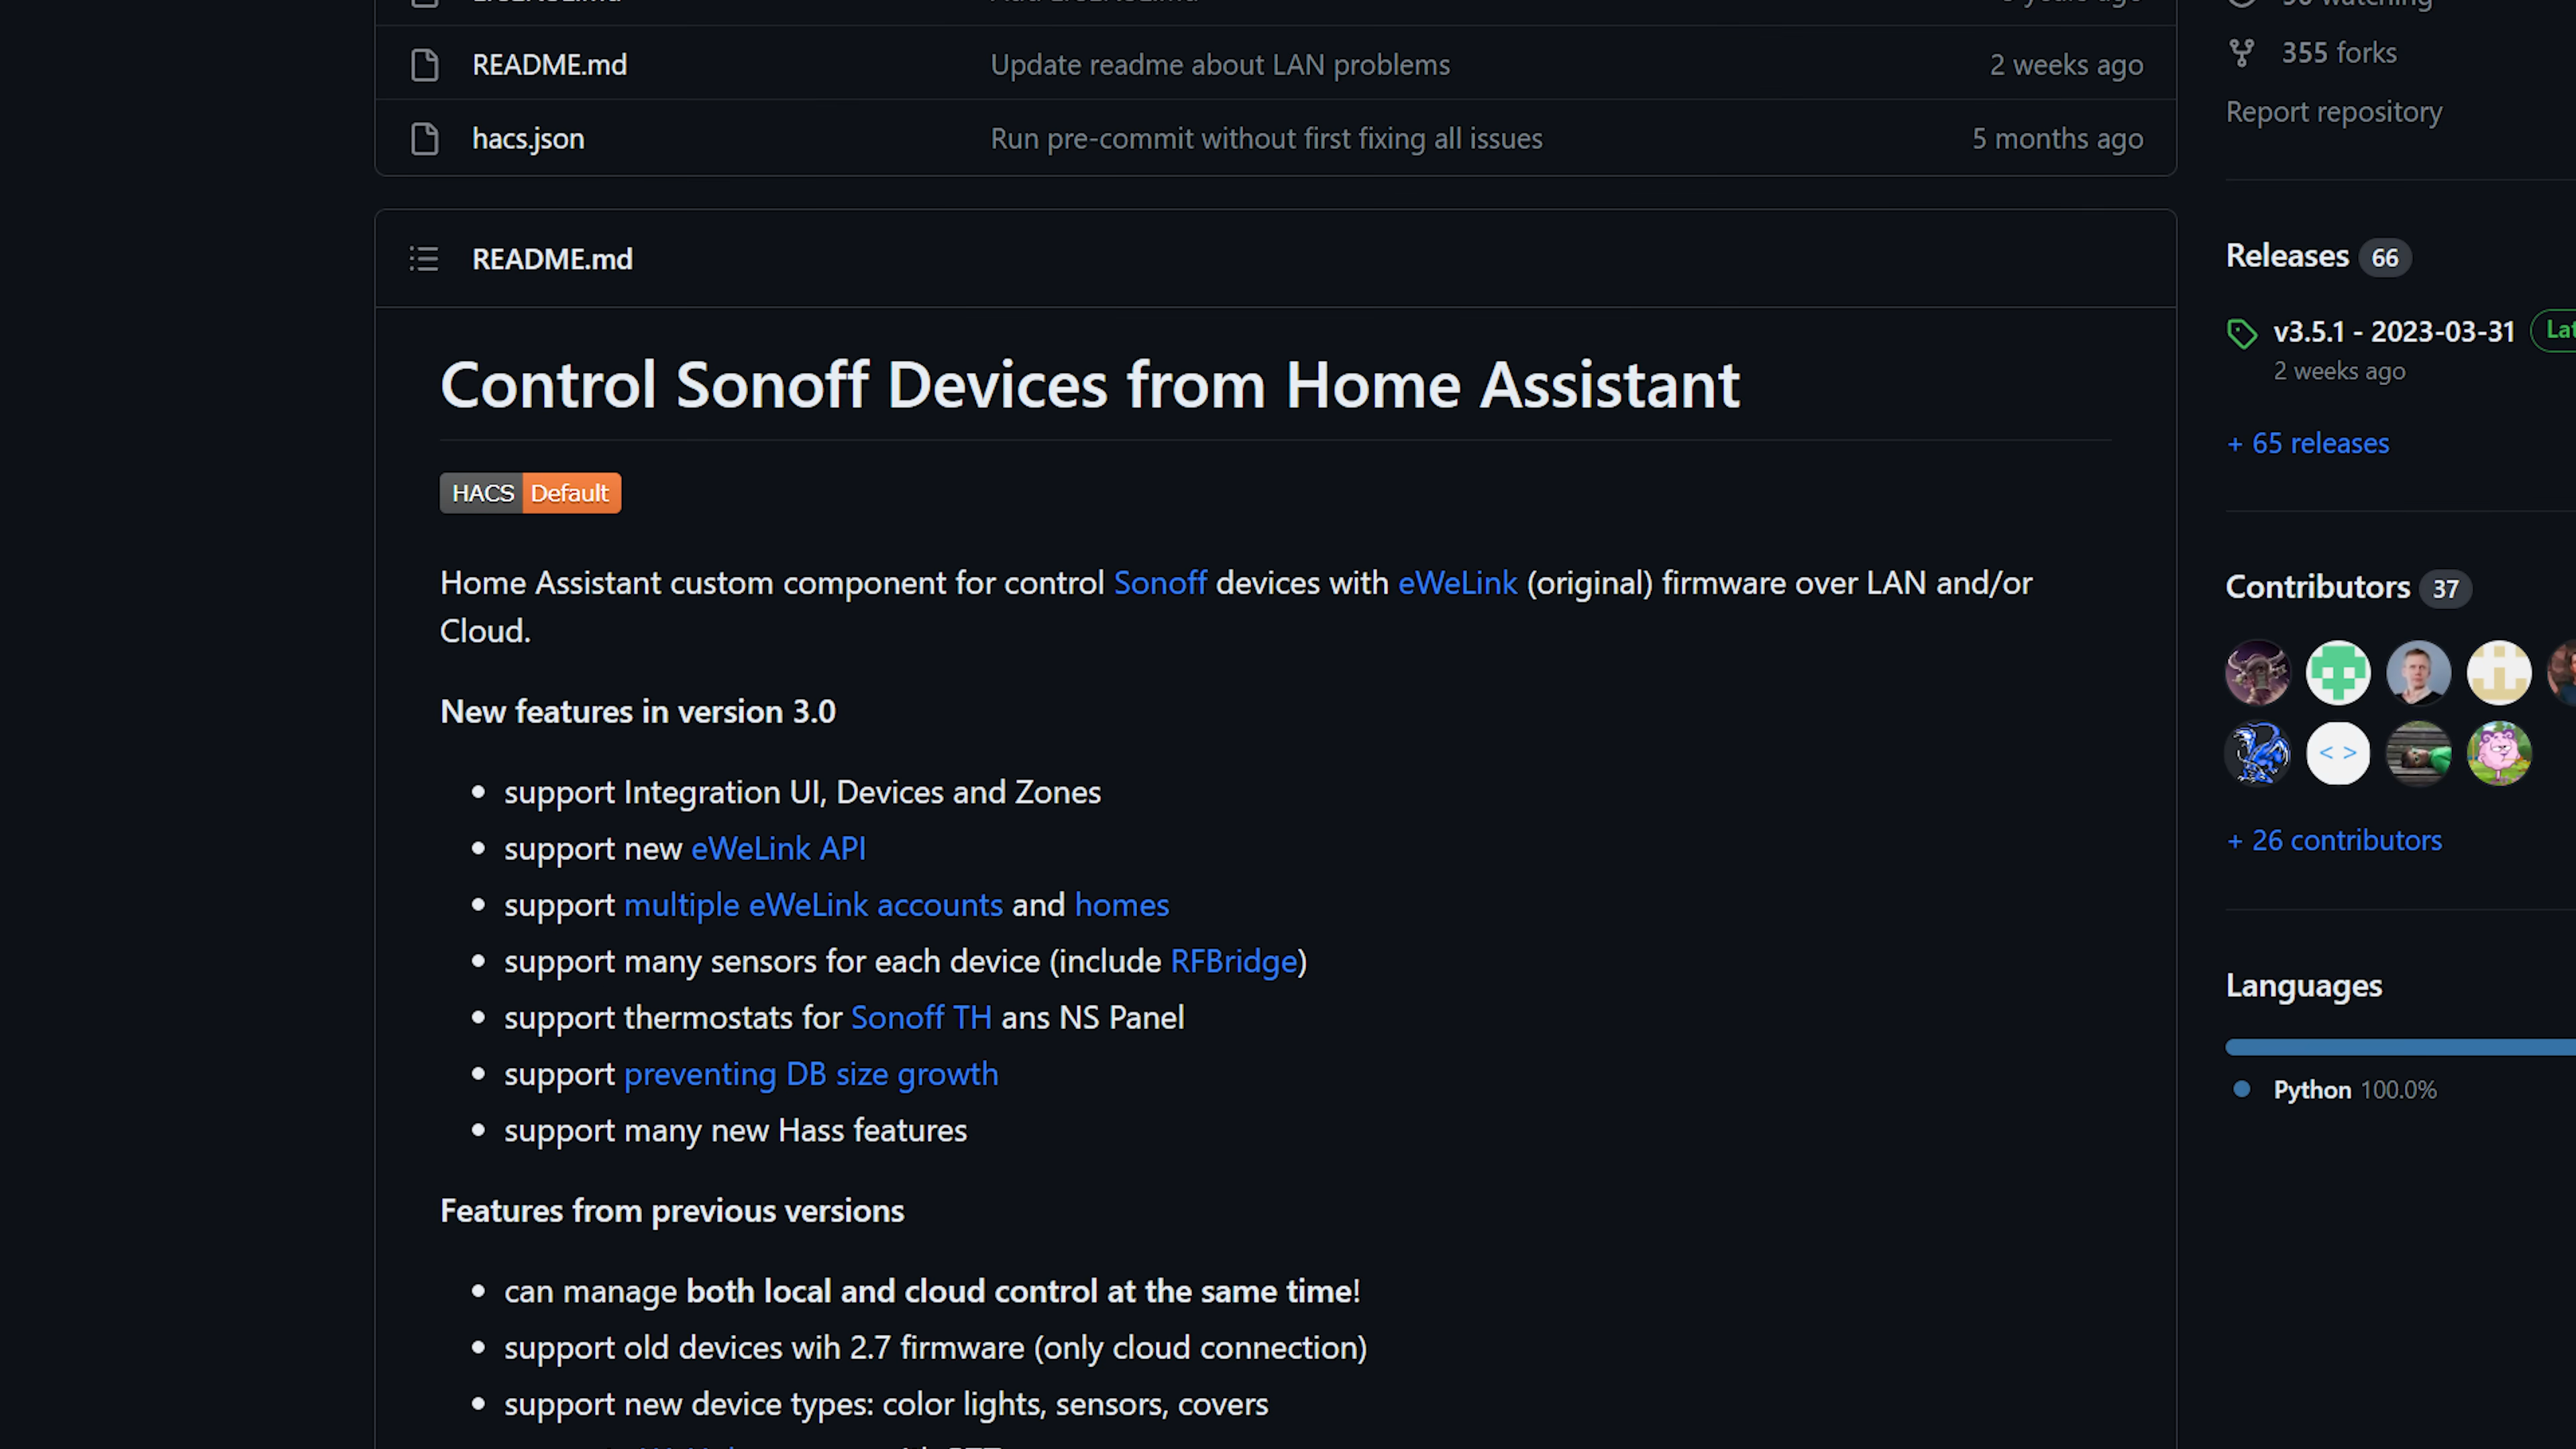 README.md Update readme about LAN problems 2 weeks ago
hacs.json Run pre-commit without first fixing all issues 5 months ago
README.md
Control Sonoff Devices from Home Assistant
HACS Default
Home Assistant custom component for control Sonoff devices with eWeLink (original) firmware over LAN and/or
Cloud.
New features in version 3.0
support Integration UI, Devices and Zones
support new eWeLink API
support multiple eWeLink accounts and homes
support many sensors for each device (include RFBridge)
support thermostats for Sonoff TH ans NS Panel
support preventing DB size growth
support many new Hass features
Features from previous versions
can manage both local and cloud control at the same time!
support old devices wih 2.7 firmware (only cloud connection)
support new device types: color lights, sensors, covers
watching
355 forks
Report repository
Releases 66
v3.5.1 - 2023-03-31
2 weeks ago
+ 65 releases
Contributors 37
< >
+ 26 contributors
Languages
Python 100.0%